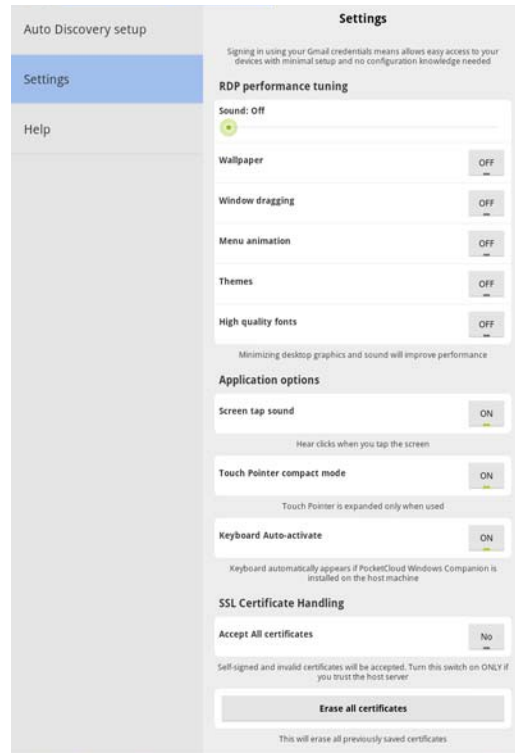 Auto Discovery setup
Settings
Help
Settings
Signing in using your Gmail credentials means allows easy access to your
devices with minimal setup and no configuration knowledge needed
RDP performance tuning
Sound: Off
Wallpaper
OFF
Window dragging
OFF
Menu animation
OFF
Themes
OFF
High quality fonts
OFF
Minimizing desktop graphics and sound will improve performance
Application options
Screen tap sound
ON
Hear clicks when you tap the screen
Touch Pointer compact mode
ON
Touch Pointer is expanded only when used
Keyboard Auto-activate
ON
Keyboard automatically appears if PocketCloud Windows Companion is
installed on the host machine
SSL Certificate Handling
Accept All certificates
No
Self-signed and invalid certificates will be accepted. Turn this switch on ONLY if
you trust the host server
Erase all certificates
This will erase all previously saved certificates